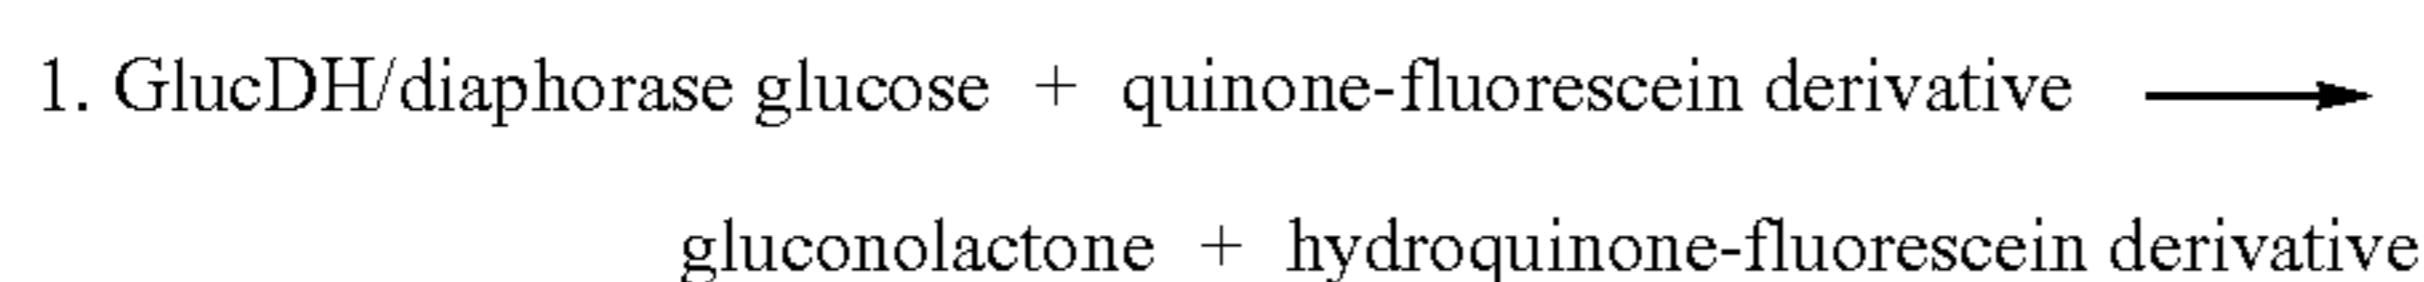 1. GlucDH/diaphorase glucose + quinone-fluorescein derivative ⟶
gluconolactone + hydroquinone-fluorescein derivative